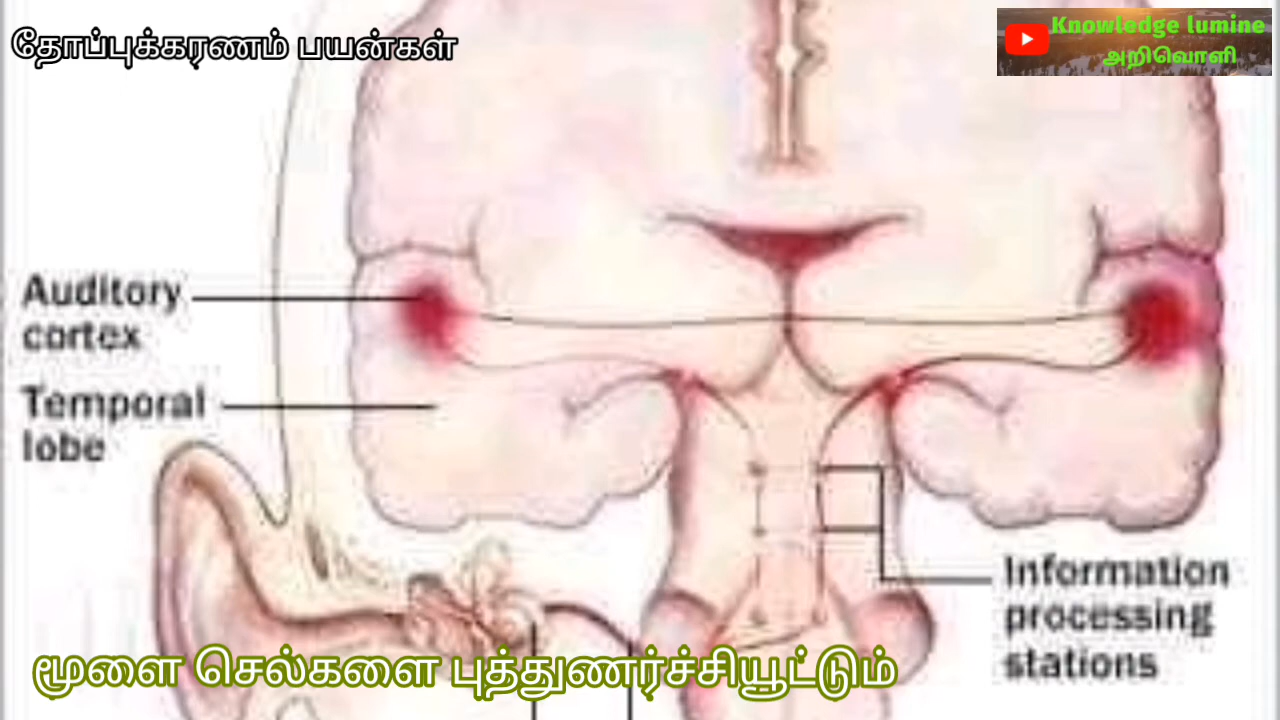 தோப்புக்கரணம் பயன்கள்
Knowledge lumine
அறிவொளி
Auditory
cortex
Temporal
lobe
Information
processing
stations
மூளை செல்களை புத்துணர்ச்சியூட்டும்